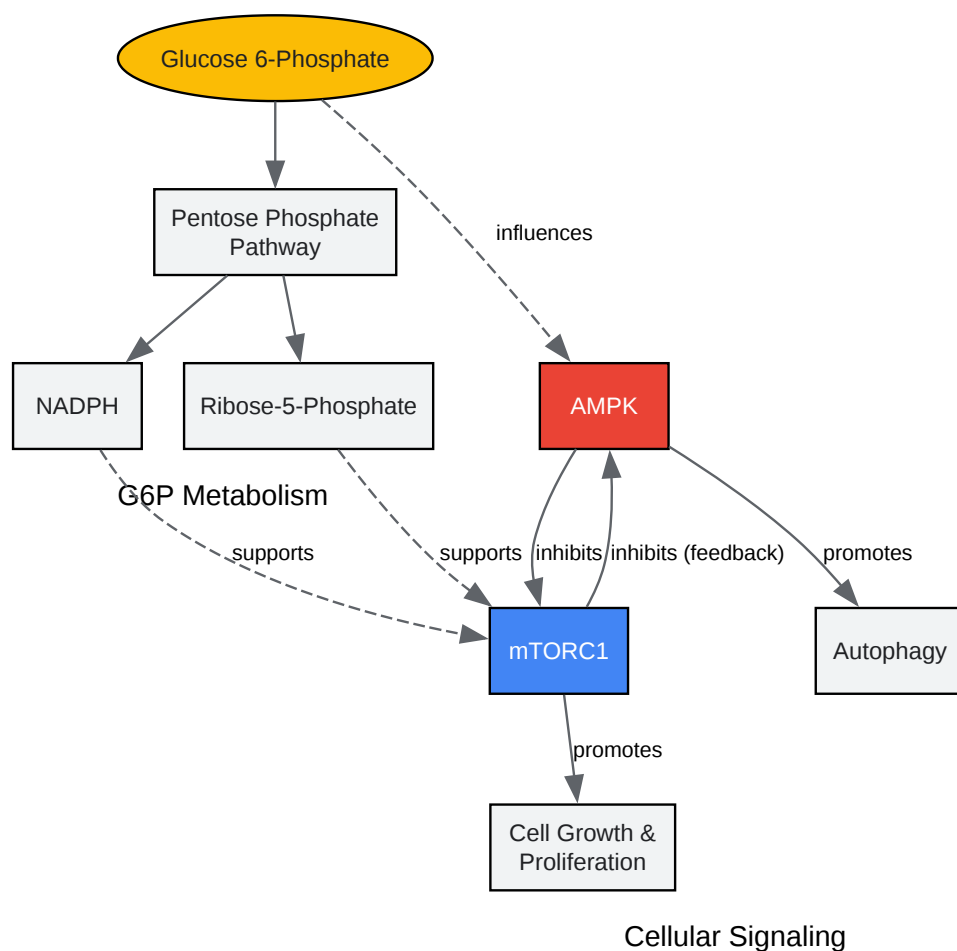 Glucose 6-Phosphate
Pentose Phosphate
Pathway
influences
NADPH
Ribose-5-Phosphate
AMPK
G6P Metabolism
supports
supports
inhibits
inhibits (feedback)
promotes
mTORC1
Autophagy
promotes
Cell Growth &
Proliferation
Cellular Signaling